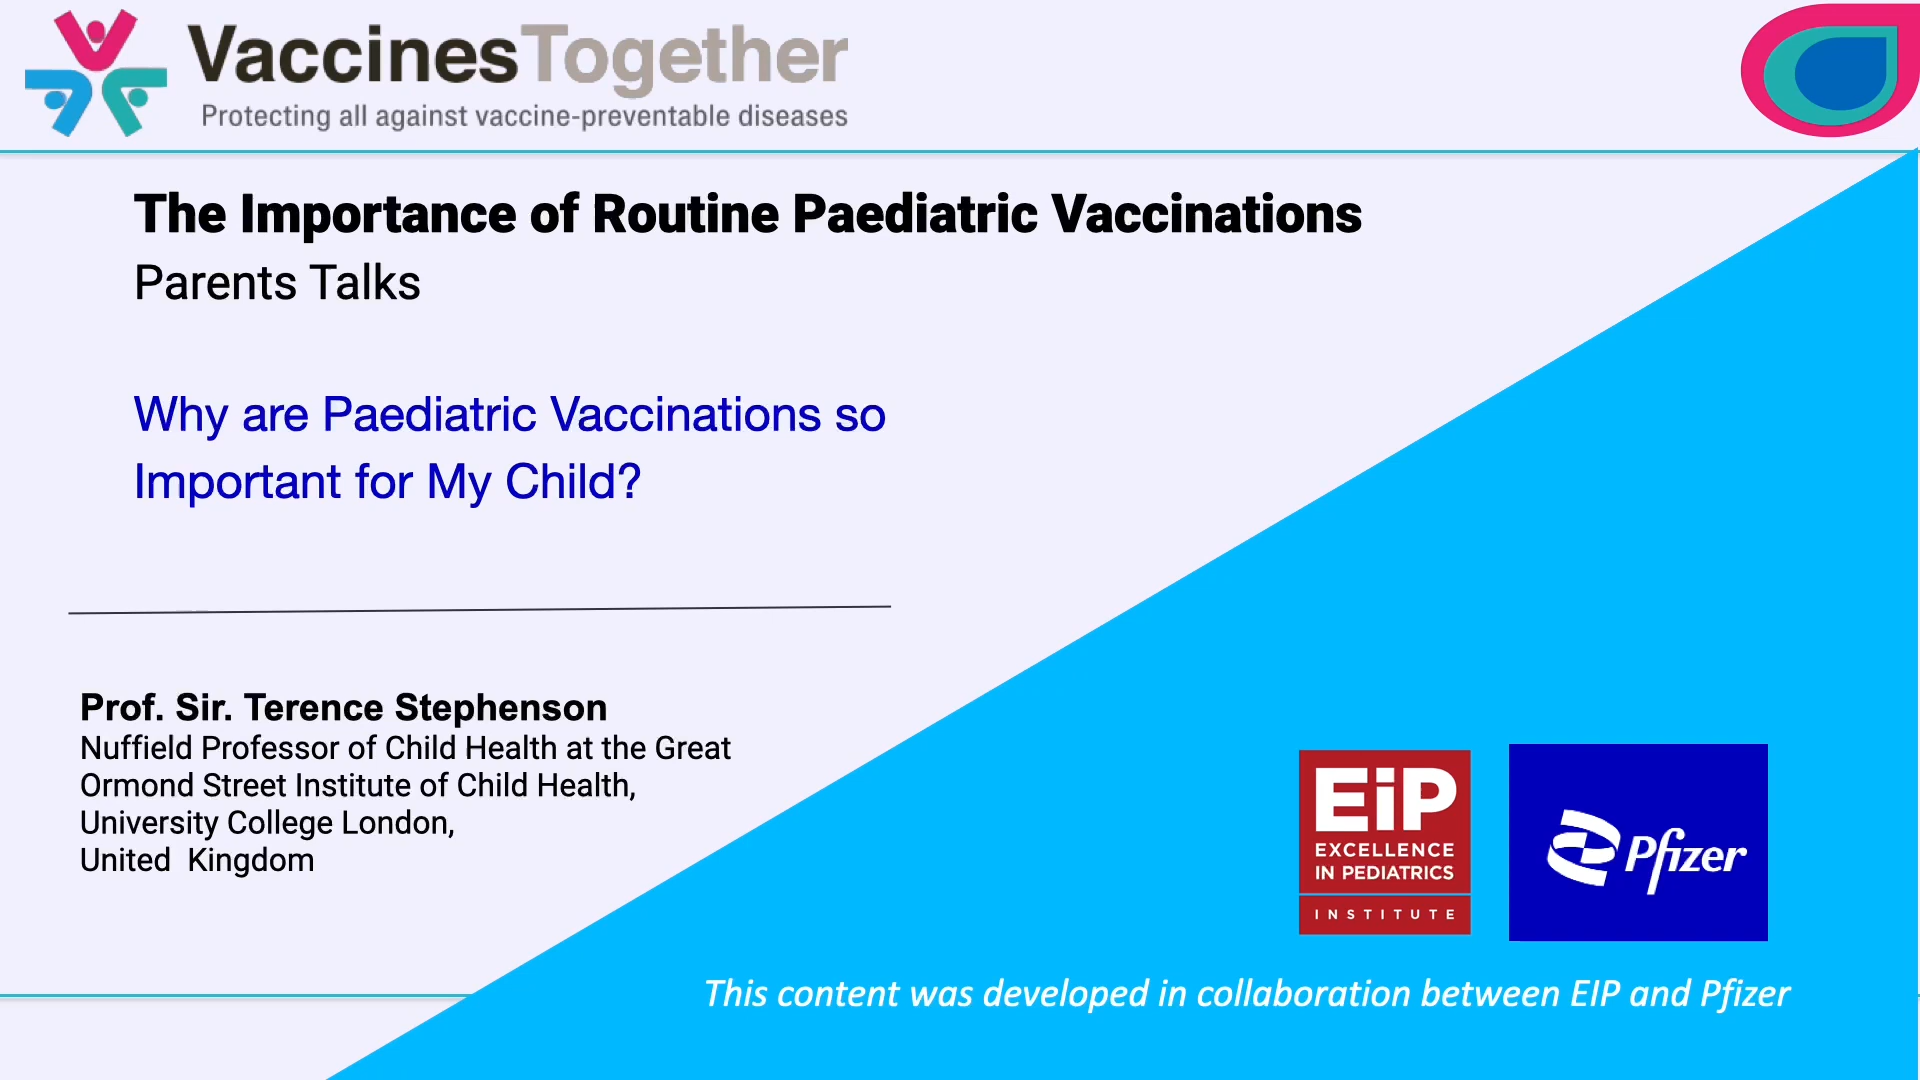 VaccinesTogether
Protecting all against vaccine-preventable diseases
The Importance of Routine Paediatric Vaccinations
Parents Talks
Why are Paediatric Vaccinations so
Important for My Child?
Prof. Sir. Terence Stephenson
Nuffield Professor of Child Health at the Great
Ormond Street Institute of Child Health,
University College London,
United Kingdom
EiP
EXCELLENCE
IN PEDIATRICS
INSTITUTE
Pfizer
This content was developed in collaboration between EIP and Pfizer